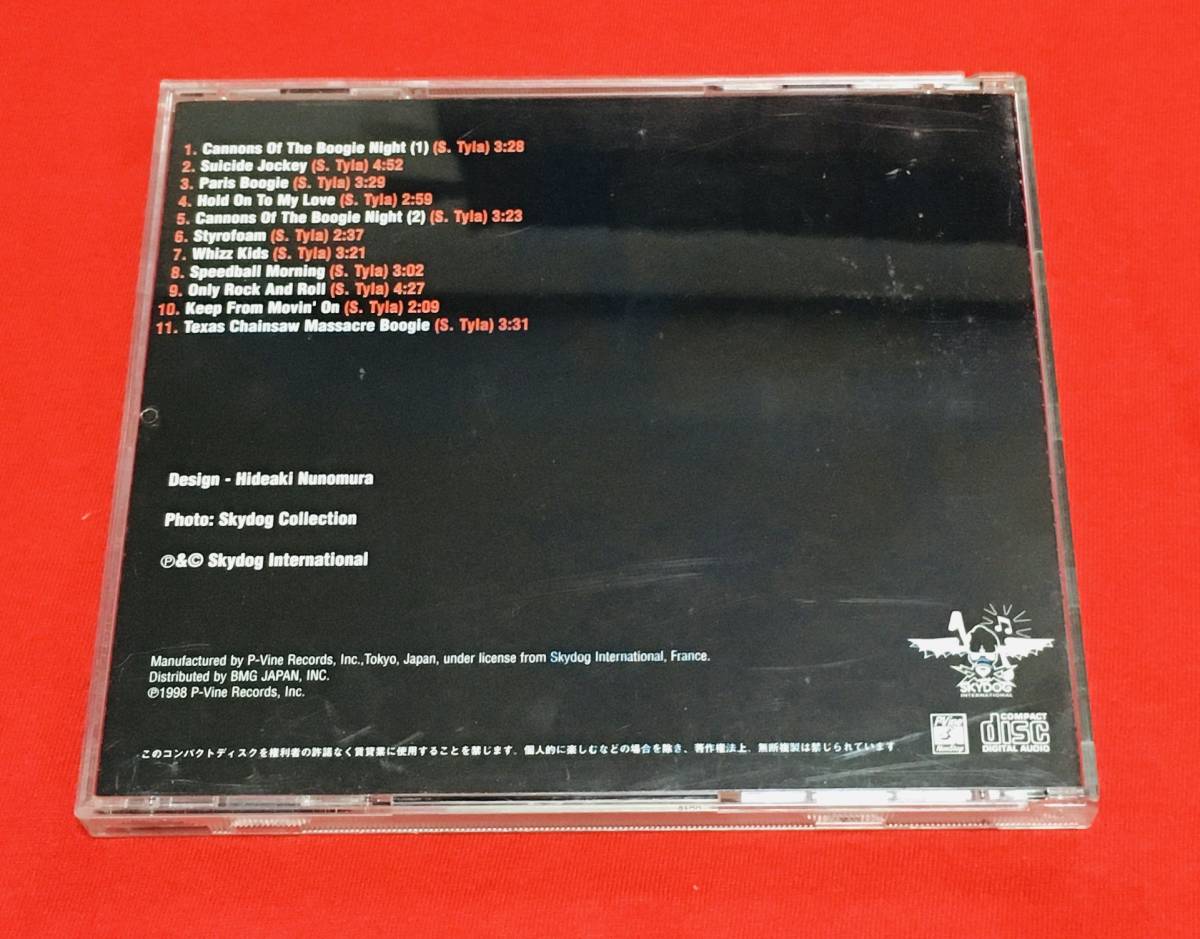 1. Cannons Of The Boogie Night (1) (S. Tyla) 3:28
2. Suicide Jockey (S. Tyla) 4:52
3. Paris Boogie (S. Tyla) 3:29
4. Hold On To My Love (S. Tyla) 2:59
5. Cannons Of The Boogie Night (2) (S. Tyla) 3:23
6. Styrofoam (S. Tyla) 2:37
7. Whizz Kids (S. Tyla) 3:21
8. Speedball Morning (S. Tyla) 3:02
9. Only Rock And Roll (S. Tyla) 4:27
10. Keep From Movin' On (S. Tyla) 2:09
11. Texas Chainsaw Massacre Boogie (S. Tyla) 3:31
Design - Hideaki Nunomura
Photo: Skydog Collection
℗&© Skydog International
Manufactured by P-Vine Records, Inc.,Tokyo, Japan, under license from Skydog International, France.
Distributed by BMG JAPAN, INC.
℗1998 P-Vine Records, Inc.
SKYDOG
INTERNATIONAL
P-Vine
COMPACT
disc
DIGITAL AUDIO
このコンパクトディスクを権利者の許諾なく賃貸業に使用することを禁じます。個人的に楽しむなどの場合を除き、著作権法上、無断複製は禁じられています。